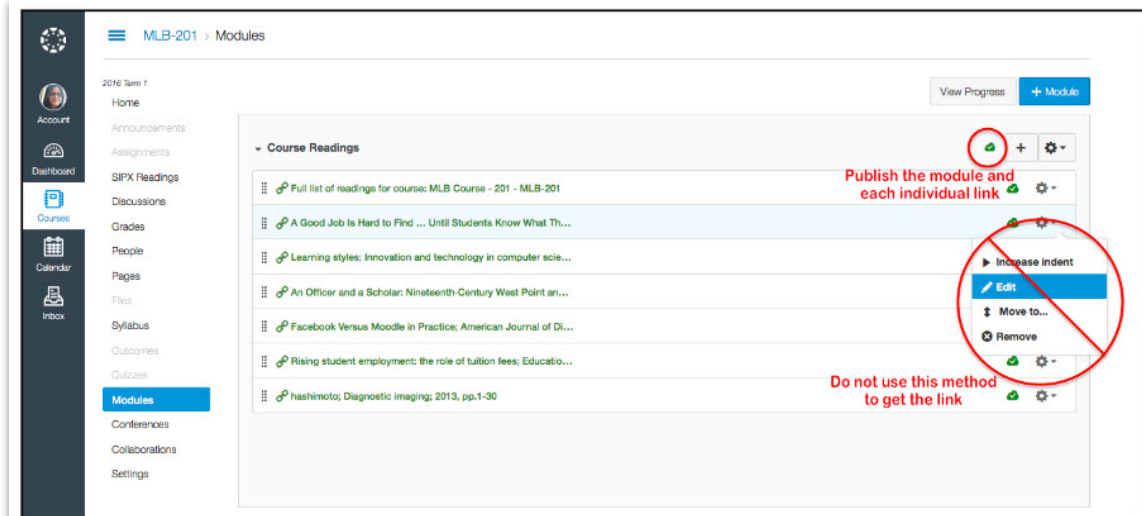 MLB-201 › Modules
2016 Term 1
Home
Announcements
Assignments
SIPX Readings
Discussions
Grades
People
Pages
Files
Syllabus
Outcomes
Quizzes
Modules
Conferences
Collaborations
Settings
Account
Dashboard
Courses
Calendar
Inbox
View Progress
+ Module
Course Readings
Publish the module and
each individual link
Full list of readings for course: MLB Course - 201 - MLB-201
A Good Job Is Hard to Find ... Until Students Know What Th...
Learning styles; Innovation and technology in computer scie...
An Officer and a Scholar: Nineteenth-Century West Point an...
Facebook Versus Moodle in Practice; American Journal of Di...
Rising student employment: the role of tuition fees; Educatio...
hashimoto; Diagnostic imaging; 2013, pp.1-30
Increase indent
Edit
Move to...
Remove
Do not use this method
to get the link